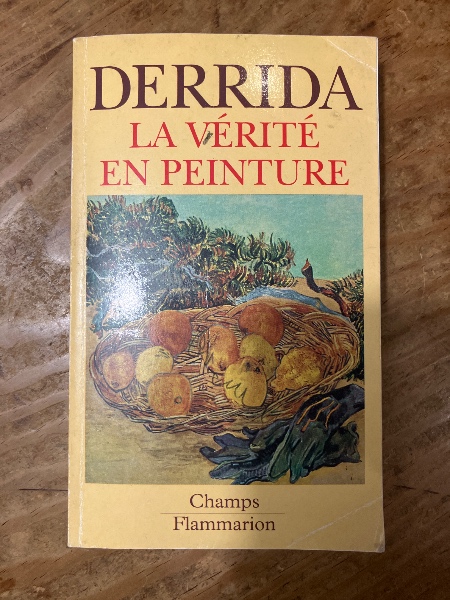 DERRIDA
LA VÉRITÉ
EN PEINTURE
Champs
Flammarion